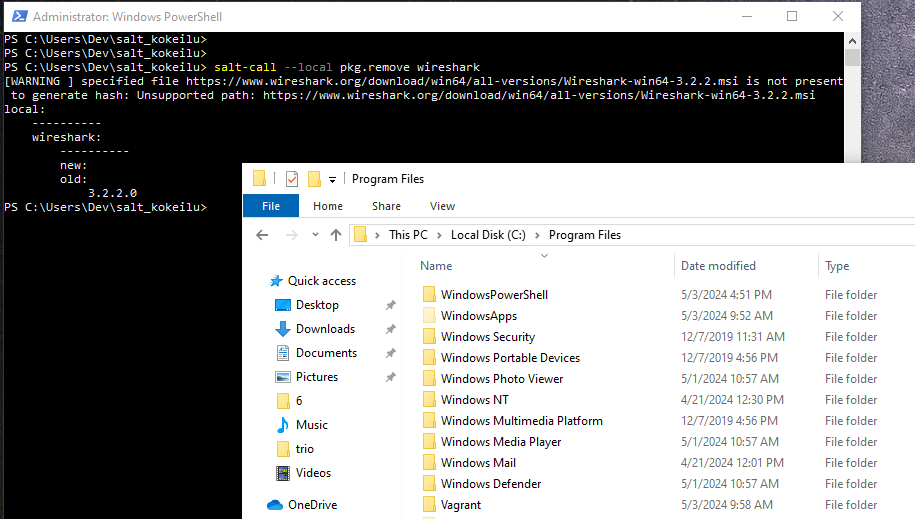 Administrator: Windows PowerShell
PS C:\Users\Dev\salt_kokeilu>
PS C:\Users\Dev\salt_kokeilu>
PS C:\Users\Dev\salt_kokeilu> salt-call --local pkg.remove wireshark
[WARNING ] specified file https://www.wireshark.org/download/win64/all-versions/Wireshark-win64-3.2.2.msi is not present
 to generate hash: Unsupported path: https://www.wireshark.org/download/win64/all-versions/Wireshark-win64-3.2.2.msi
local:
    ----------
    wireshark:
        ----------
        new:
        old:
            3.2.2.0
PS C:\Users\Dev\salt_kokeilu>
Program Files
File Home Share View
This PC > Local Disk (C:) > Program Files
Name Date modified Type
Quick access
Desktop
Downloads
Documents
Pictures
6
Music
trio
Videos
OneDrive
WindowsPowerShell 5/3/2024 4:51 PM File folder
WindowsApps 5/3/2024 9:52 AM File folder
Windows Security 12/7/2019 11:31 AM File folder
Windows Portable Devices 12/7/2019 4:56 PM File folder
Windows Photo Viewer 5/1/2024 10:57 AM File folder
Windows NT 4/21/2024 12:30 PM File folder
Windows Multimedia Platform 12/7/2019 4:56 PM File folder
Windows Media Player 5/1/2024 10:57 AM File folder
Windows Mail 4/21/2024 12:01 PM File folder
Windows Defender 5/1/2024 10:57 AM File folder
Vagrant 5/3/2024 9:58 AM File folder